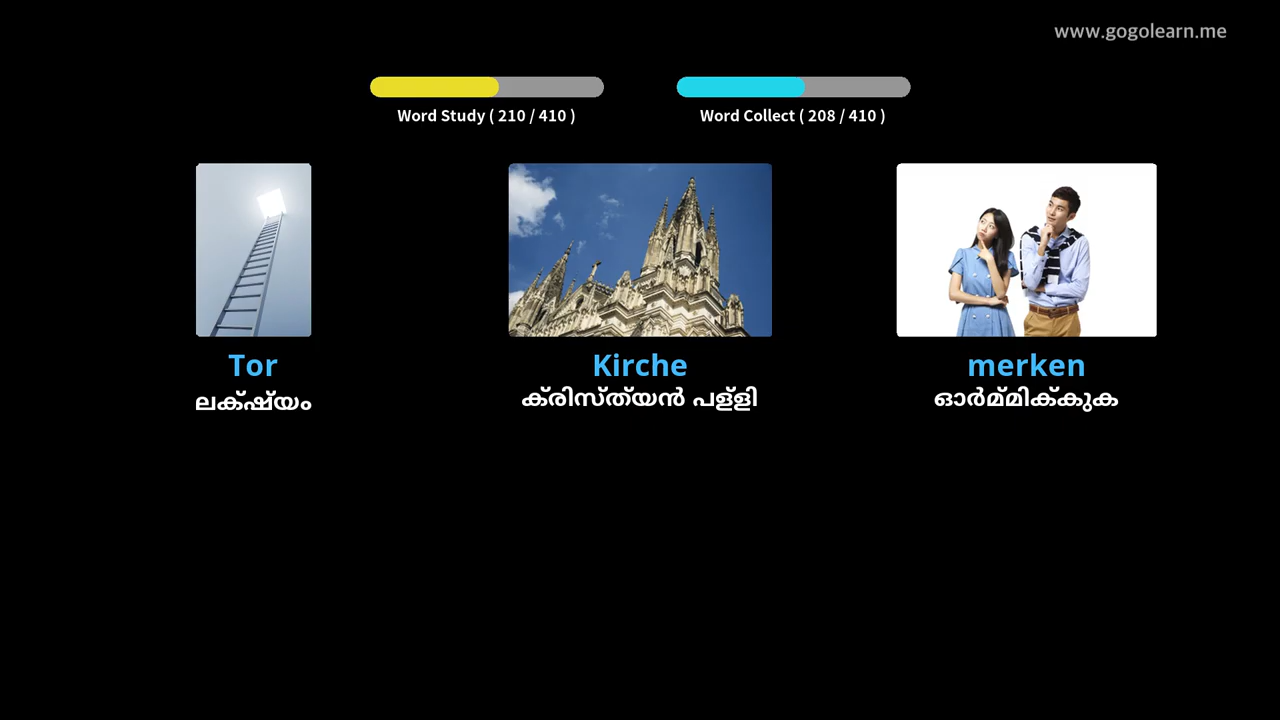 www.gogolearn.me
Word Study ( 210 / 410 )
Word Collect ( 208 / 410 )
Tor
ലക്ഷ്യം
Kirche
ക്രിസ്ത്യൻ പള്ളി
merken
ഓർമ്മിക്കുക